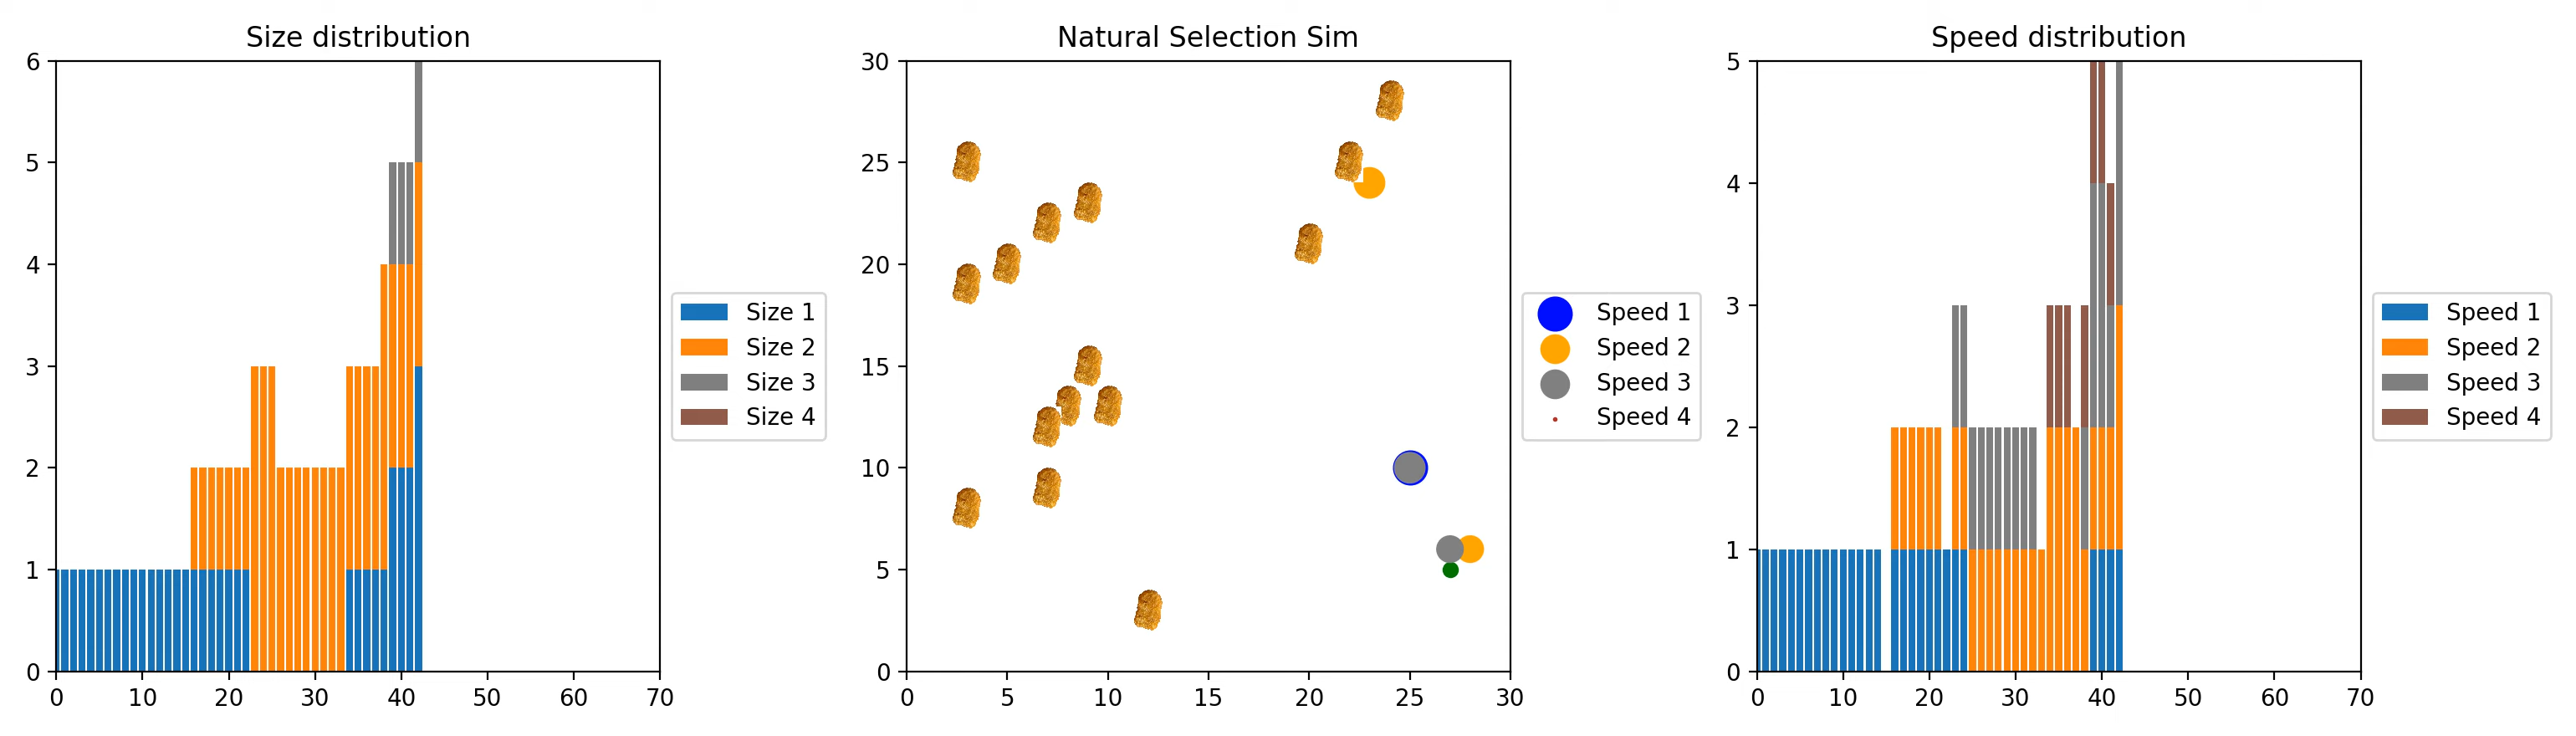 Size distribution
6
5
4
3
2
1
0
0 10 20 30 40 50 60 70
Size 1
Size 2
Size 3
Size 4
Natural Selection Sim
30
25
20
15
10
5
0
0 5 10 15 20 25 30
Speed 1
Speed 2
Speed 3
Speed 4
Speed distribution
5
4
3
2
1
0
0 10 20 30 40 50 60 70
Speed 1
Speed 2
Speed 3
Speed 4